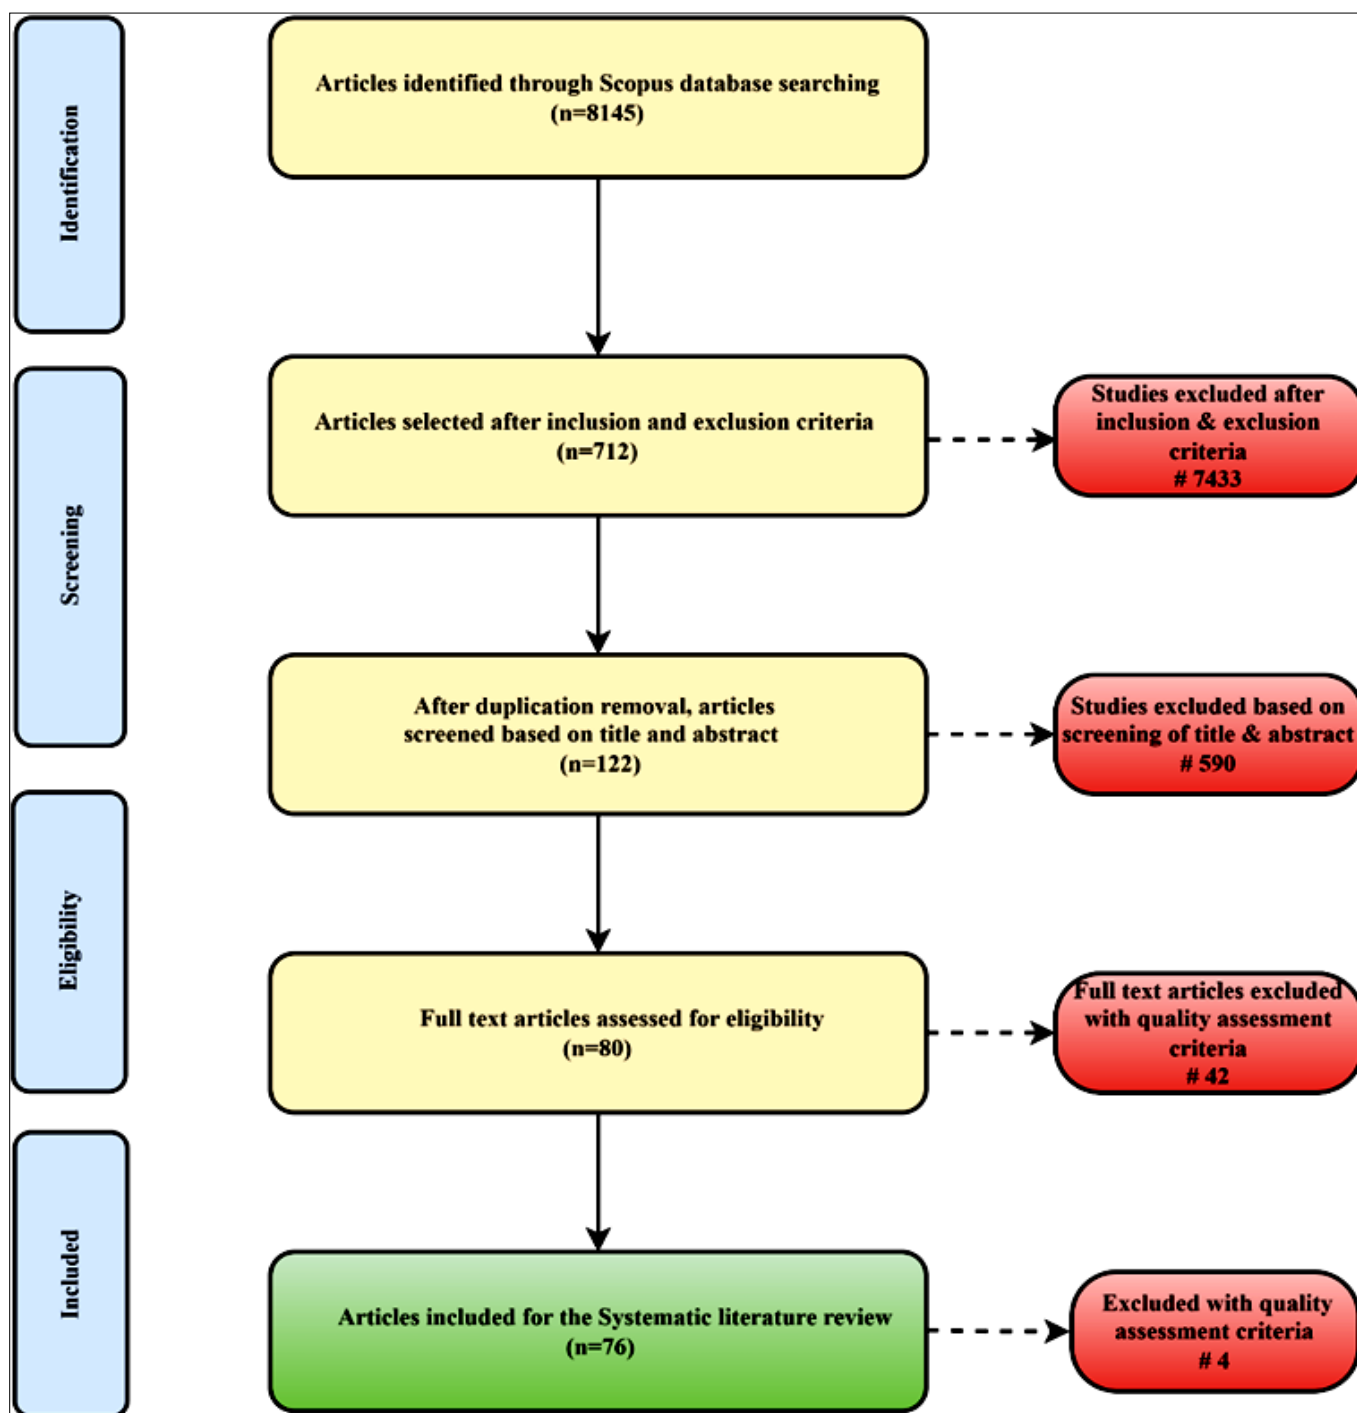 Identification
Articles identified through Scopus database searching
(n=8145)
Screening
Articles selected after inclusion and exclusion criteria
(n=712)
Studies excluded after
inclusion & exclusion
criteria
# 7433
After duplication removal, articles
screened based on title and abstract
(n=122)
Studies excluded based on
screening of title & abstract
# 590
Eligibility
Full text articles assessed for eligibility
(n=80)
Full text articles excluded
with quality assessment
criteria
# 42
Included
Articles included for the Systematic literature review
(n=76)
Excluded with quality
assessment criteria
# 4